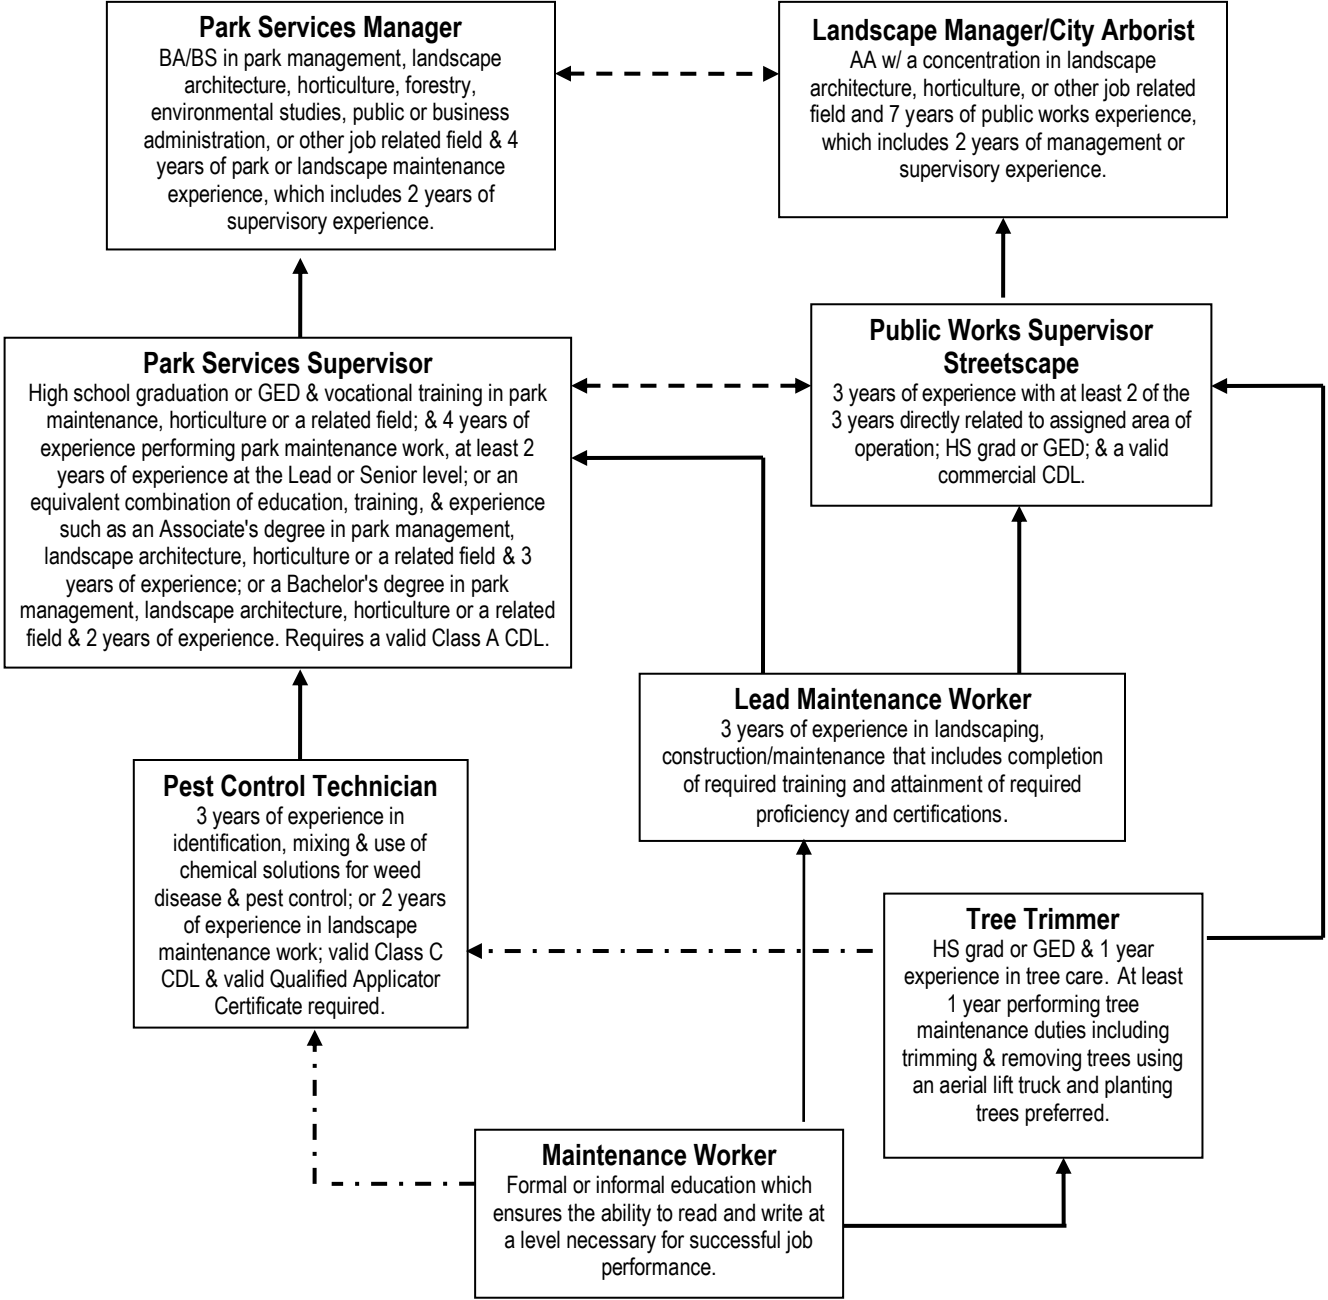 Park Services Manager
BA/BS in park management, landscape
architecture, horticulture, forestry,
environmental studies, public or business
administration, or other job related field & 4
years of park or landscape maintenance
experience, which includes 2 years of
supervisory experience.
Landscape Manager/City Arborist
AA w/ a concentration in landscape
architecture, horticulture, or other job related
field and 7 years of public works experience,
which includes 2 years of management or
supervisory experience.
Park Services Supervisor
High school graduation or GED & vocational training in park
maintenance, horticulture or a related field; & 4 years of
experience performing park maintenance work, at least 2
years of experience at the Lead or Senior level; or an
equivalent combination of education, training, & experience
such as an Associate's degree in park management,
landscape architecture, horticulture or a related field & 3
years of experience; or a Bachelor's degree in park
management, landscape architecture, horticulture or a related
field & 2 years of experience. Requires a valid Class A CDL.
Public Works Supervisor
Streetscape
3 years of experience with at least 2 of the
3 years directly related to assigned area of
operation; HS grad or GED; & a valid
commercial CDL.
Lead Maintenance Worker
3 years of experience in landscaping,
construction/maintenance that includes completion
of required training and attainment of required
proficiency and certifications.
Pest Control Technician
3 years of experience in
identification, mixing & use of
chemical solutions for weed
disease & pest control; or 2 years
of experience in landscape
maintenance work; valid Class C
CDL & valid Qualified Applicator
Certificate required.
Tree Trimmer
HS grad or GED & 1 year
experience in tree care. At least
1 year performing tree
maintenance duties including
trimming & removing trees using
an aerial lift truck and planting
trees preferred.
Maintenance Worker
Formal or informal education which
ensures the ability to read and write at
a level necessary for successful job
performance.